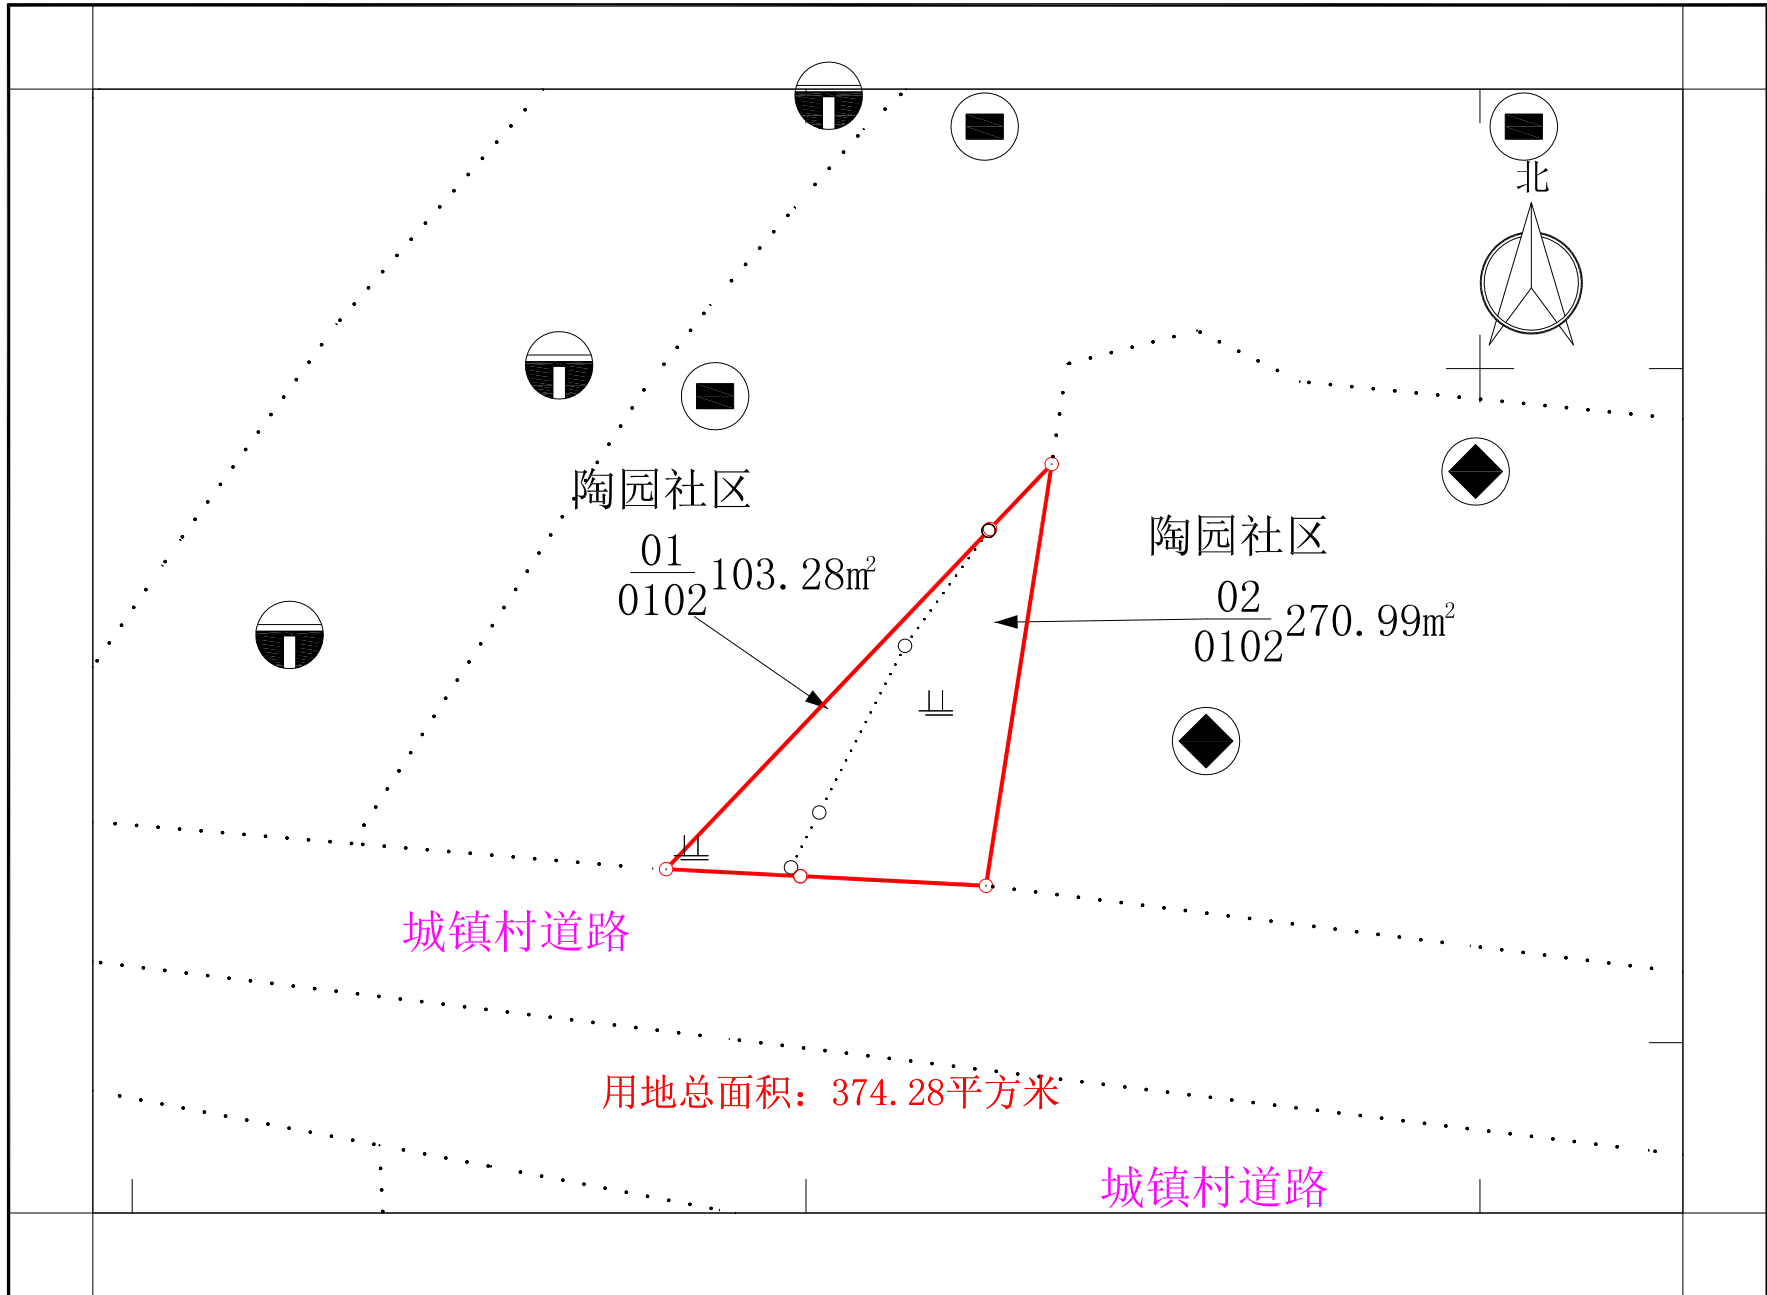 北
陶园社区
01
0102
103.28m²
陶园社区
02
0102
270.99m²
城镇村道路
用地总面积：374.28平方米
城镇村道路